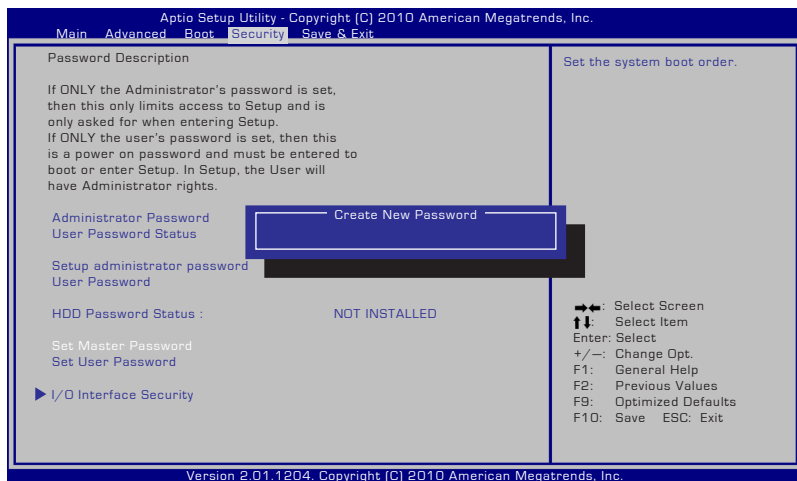 Aptio Setup Utility - Copyright (C) 2010 American Megatrends, Inc.
Main Advanced Boot Security Save & Exit
Password Description
If ONLY the Administrator's password is set,
then this only limits access to Setup and is
only asked for when entering Setup.
If ONLY the user's password is set, then this
is a power on password and must be entered to
boot or enter Setup. In Setup, the User will
have Administrator rights.
Administrator Password
User Password Status
Create New Password
Setup administrator password
User Password
HDD Password Status : NOT INSTALLED
Set Master Password
Set User Password
I/O Interface Security
Set the system boot order.
→←: Select Screen
↑↓: Select Item
Enter: Select
+/−: Change Opt.
F1: General Help
F2: Previous Values
F9: Optimized Defaults
F10: Save ESC: Exit
Version 2.01.1204. Copyright (C) 2010 American Megatrends, Inc.